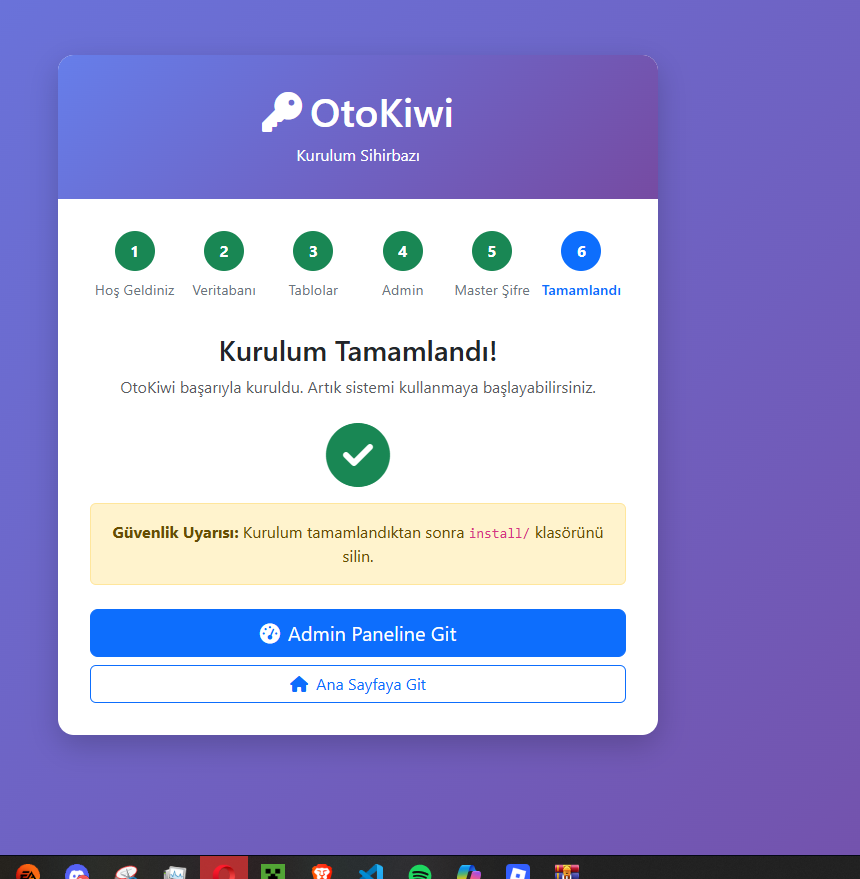 OtoKiwi
Kurulum Sihirbazı
1 2 3 4 5 6
Hoş Geldiniz Veritabanı Tablolar Admin Master Şifre Tamamlandı
Kurulum Tamamlandı!
OtoKiwi başarıyla kuruldu. Artık sistemi kullanmaya başlayabilirsiniz.
Güvenlik Uyarısı: Kurulum tamamlandıktan sonra install/ klasörünü
silin.
Admin Paneline Git
Ana Sayfaya Git